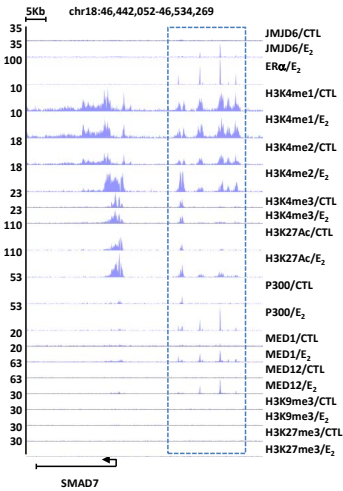 5Kb chr18:46,442,052-46,534,269
35 JMJD6/CTL
35 JMJD6/E2
100 ERα/E2
10 H3K4me1/CTL
10 H3K4me1/E2
18 H3K4me2/CTL
18 H3K4me2/E2
23 H3K4me3/CTL
23 H3K4me3/E2
110 H3K27Ac/CTL
110 H3K27Ac/E2
53 P300/CTL
53 P300/E2
20 MED1/CTL
20 MED1/E2
63 MED12/CTL
63 MED12/E2
30 H3K9me3/CTL
30 H3K9me3/E2
30 H3K27me3/CTL
30 H3K27me3/E2
SMAD7